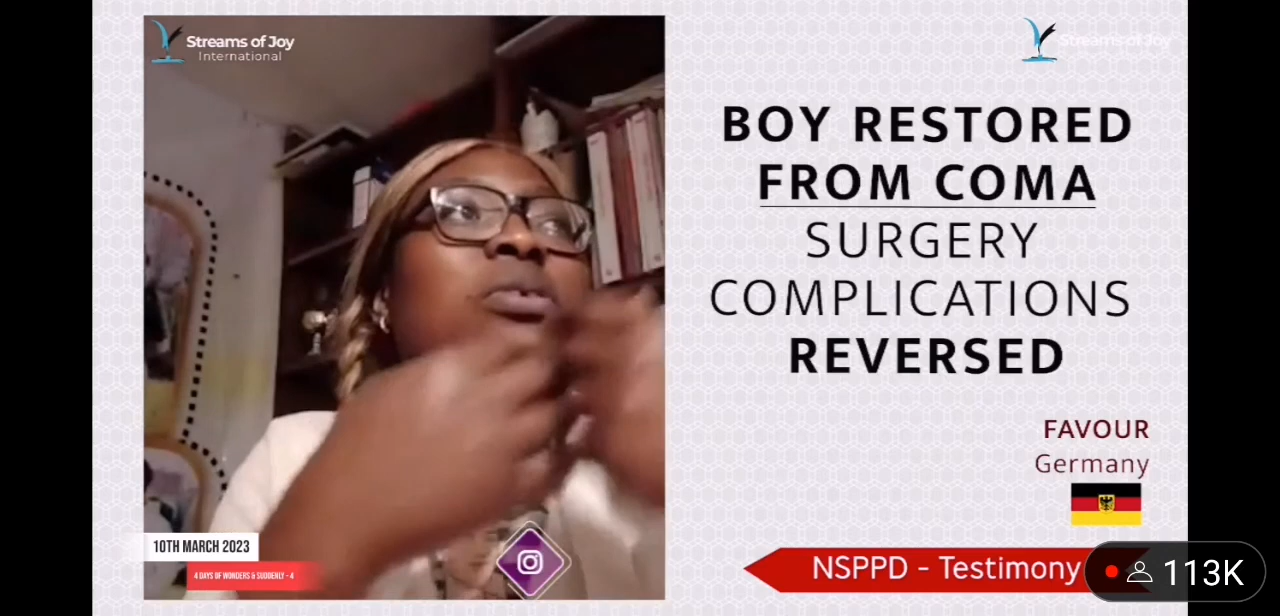 Streams of Joy
International
Streams of Joy
BOY RESTORED
FROM COMA
SURGERY
COMPLICATIONS
REVERSED
FAVOUR
Germany
10TH MARCH 2023
4 DAYS OF WONDERS & SUDDENLY - 4
NSPPD - Testimony
113K